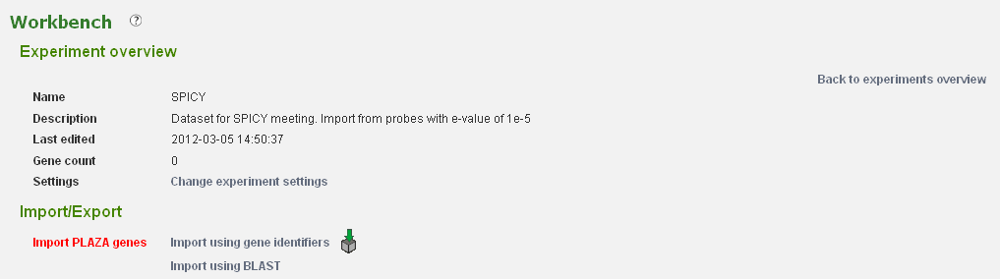 Workbench ?
Experiment overview
Back to experiments overview
Name SPICY
Description Dataset for SPICY meeting. Import from probes with e-value of 1e-5
Last edited 2012-03-05 14:50:37
Gene count 0
Settings Change experiment settings
Import/Export
Import PLAZA genes Import using gene identifiers
Import using BLAST